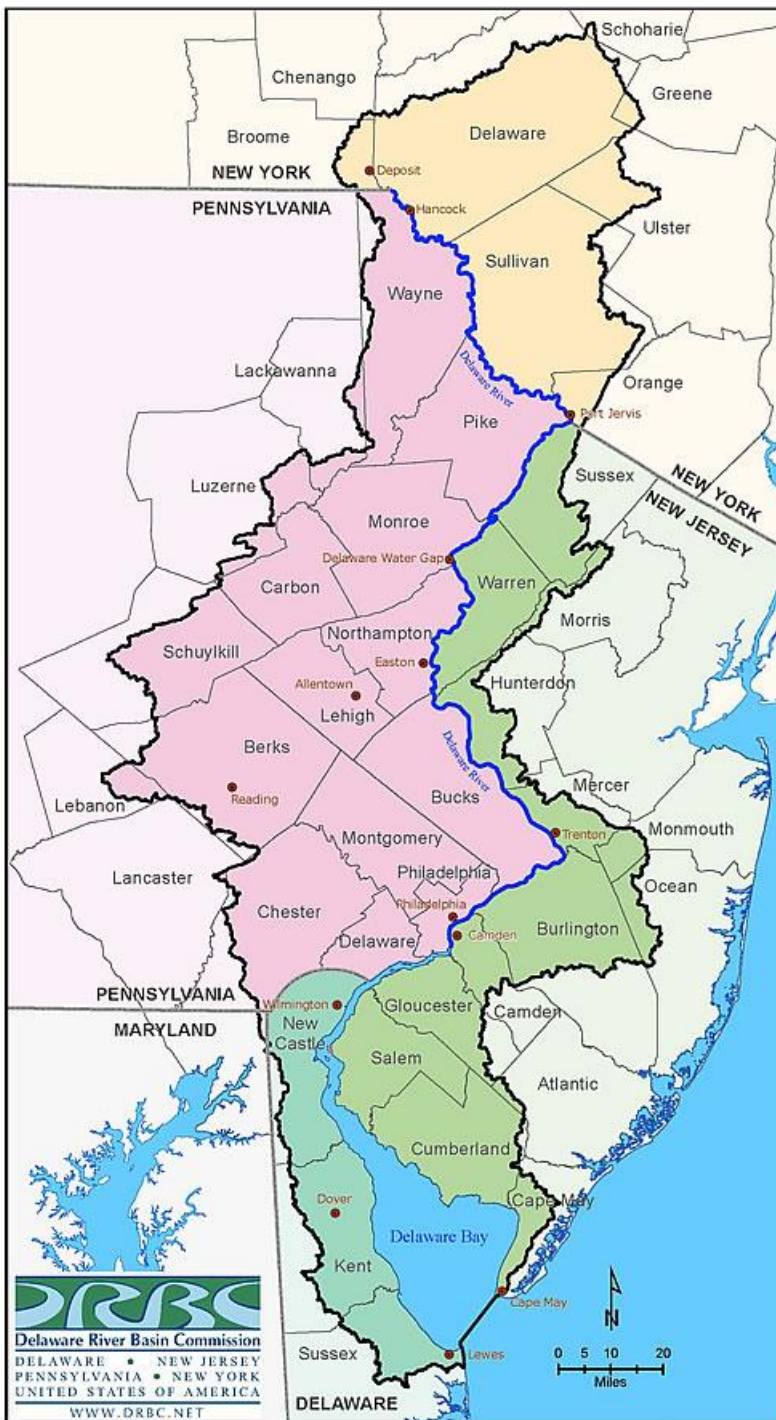 Schoharie
Chenango
Greene
Delaware
Broome
Deposit
NEW YORK
PENNSYLVANIA
Hancock
Ulster
Sullivan
Wayne
Delaware River
Lackawanna
Orange
Port Jervis
Pike
Sussex
NEW YORK
NEW JERSEY
Luzerne
Monroe
Delaware Water Gap
Warren
Carbon
Morris
Northampton
Schuylkill
Easton
Hunterdon
Allentown
Lehigh
Delaware River
Berks
Mercer
Reading
Bucks
Lebanon
Trenton
Monmouth
Montgomery
Philadelphia
Lancaster
Ocean
Chester
Philadelphia
Camden
Burlington
Delaware
PENNSYLVANIA
Wilmington
Gloucester
Camden
MARYLAND
New
Castle
Salem
Atlantic
Cumberland
Cape May
Dover
Delaware Bay
Kent
N
Cape May
DRBC
Delaware River Basin Commission
DELAWARE • NEW JERSEY
PENNSYLVANIA • NEW YORK
UNITED STATES OF AMERICA
WWW.DRBC.NET
Sussex
Lewes
DELAWARE
0 5 10 20
Miles